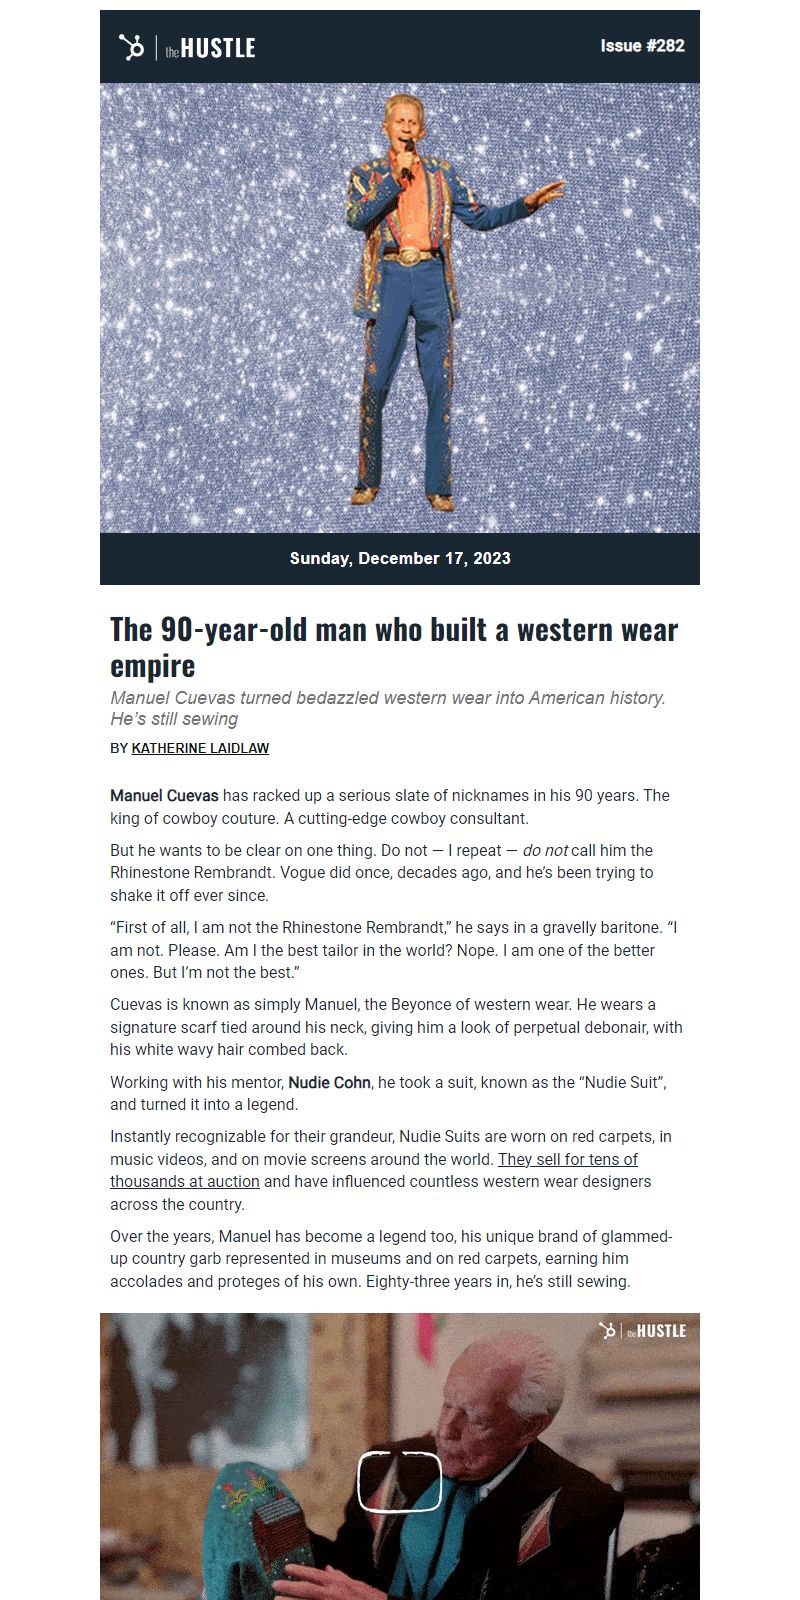 theHUSTLE
Issue #282
Sunday, December 17, 2023
The 90-year-old man who built a western wear
empire
Manuel Cuevas turned bedazzled western wear into American history.
He’s still sewing
BY KATHERINE LAIDLAW
Manuel Cuevas has racked up a serious slate of nicknames in his 90 years. The
king of cowboy couture. A cutting-edge cowboy consultant.
But he wants to be clear on one thing. Do not — I repeat — do not call him the
Rhinestone Rembrandt. Vogue did once, decades ago, and he’s been trying to
shake it off ever since.
“First of all, I am not the Rhinestone Rembrandt,” he says in a gravelly baritone. “I
am not. Please. Am I the best tailor in the world? Nope. I am one of the better
ones. But I’m not the best.”
Cuevas is known as simply Manuel, the Beyonce of western wear. He wears a
signature scarf tied around his neck, giving him a look of perpetual debonair, with
his white wavy hair combed back.
Working with his mentor, Nudie Cohn, he took a suit, known as the “Nudie Suit”,
and turned it into a legend.
Instantly recognizable for their grandeur, Nudie Suits are worn on red carpets, in
music videos, and on movie screens around the world. They sell for tens of
thousands at auction and have influenced countless western wear designers
across the country.
Over the years, Manuel has become a legend too, his unique brand of glammed-
up country garb represented in museums and on red carpets, earning him
accolades and proteges of his own. Eighty-three years in, he’s still sewing.
theHUSTLE